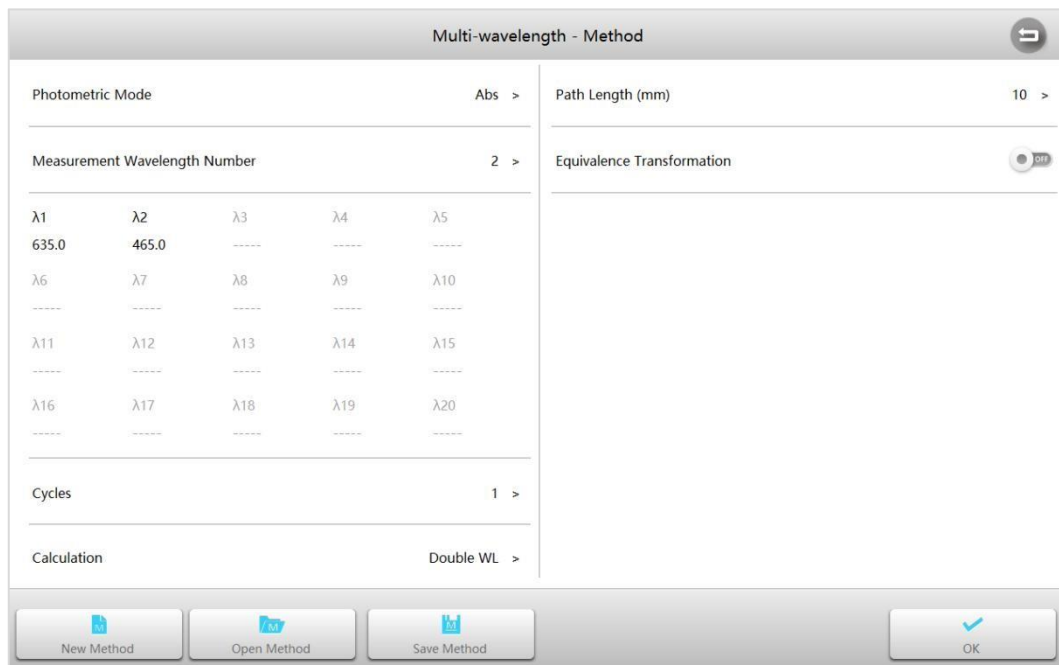 Multi-wavelength - Method
Photometric Mode Abs >
Measurement Wavelength Number 2 >
λ1 λ2 λ3 λ4 λ5
635.0 465.0 ----- ----- -----
λ6 λ7 λ8 λ9 λ10
----- ----- ----- ----- -----
λ11 λ12 λ13 λ14 λ15
----- ----- ----- ----- -----
λ16 λ17 λ18 λ19 λ20
----- ----- ----- ----- -----
Cycles 1 >
Calculation Double WL >
Path Length (mm) 10 >
Equivalence Transformation OFF
M
New Method
M
Open Method
M
Save Method
OK